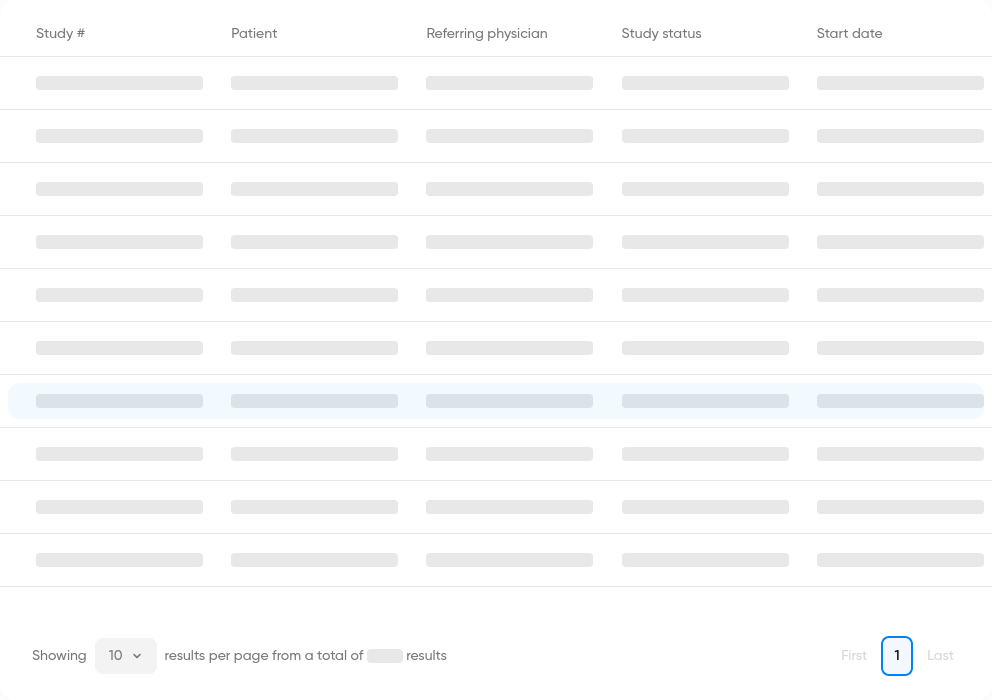 Study # Patient Referring physician Study status Start date
Showing 10 results per page from a total of results First 1 Last